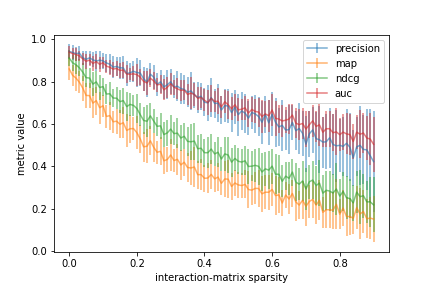 1.0
0.8
0.6
0.4
0.2
0.0
metric value
0.0 0.2 0.4 0.6 0.8
interaction-matrix sparsity
precision
map
ndcg
auc